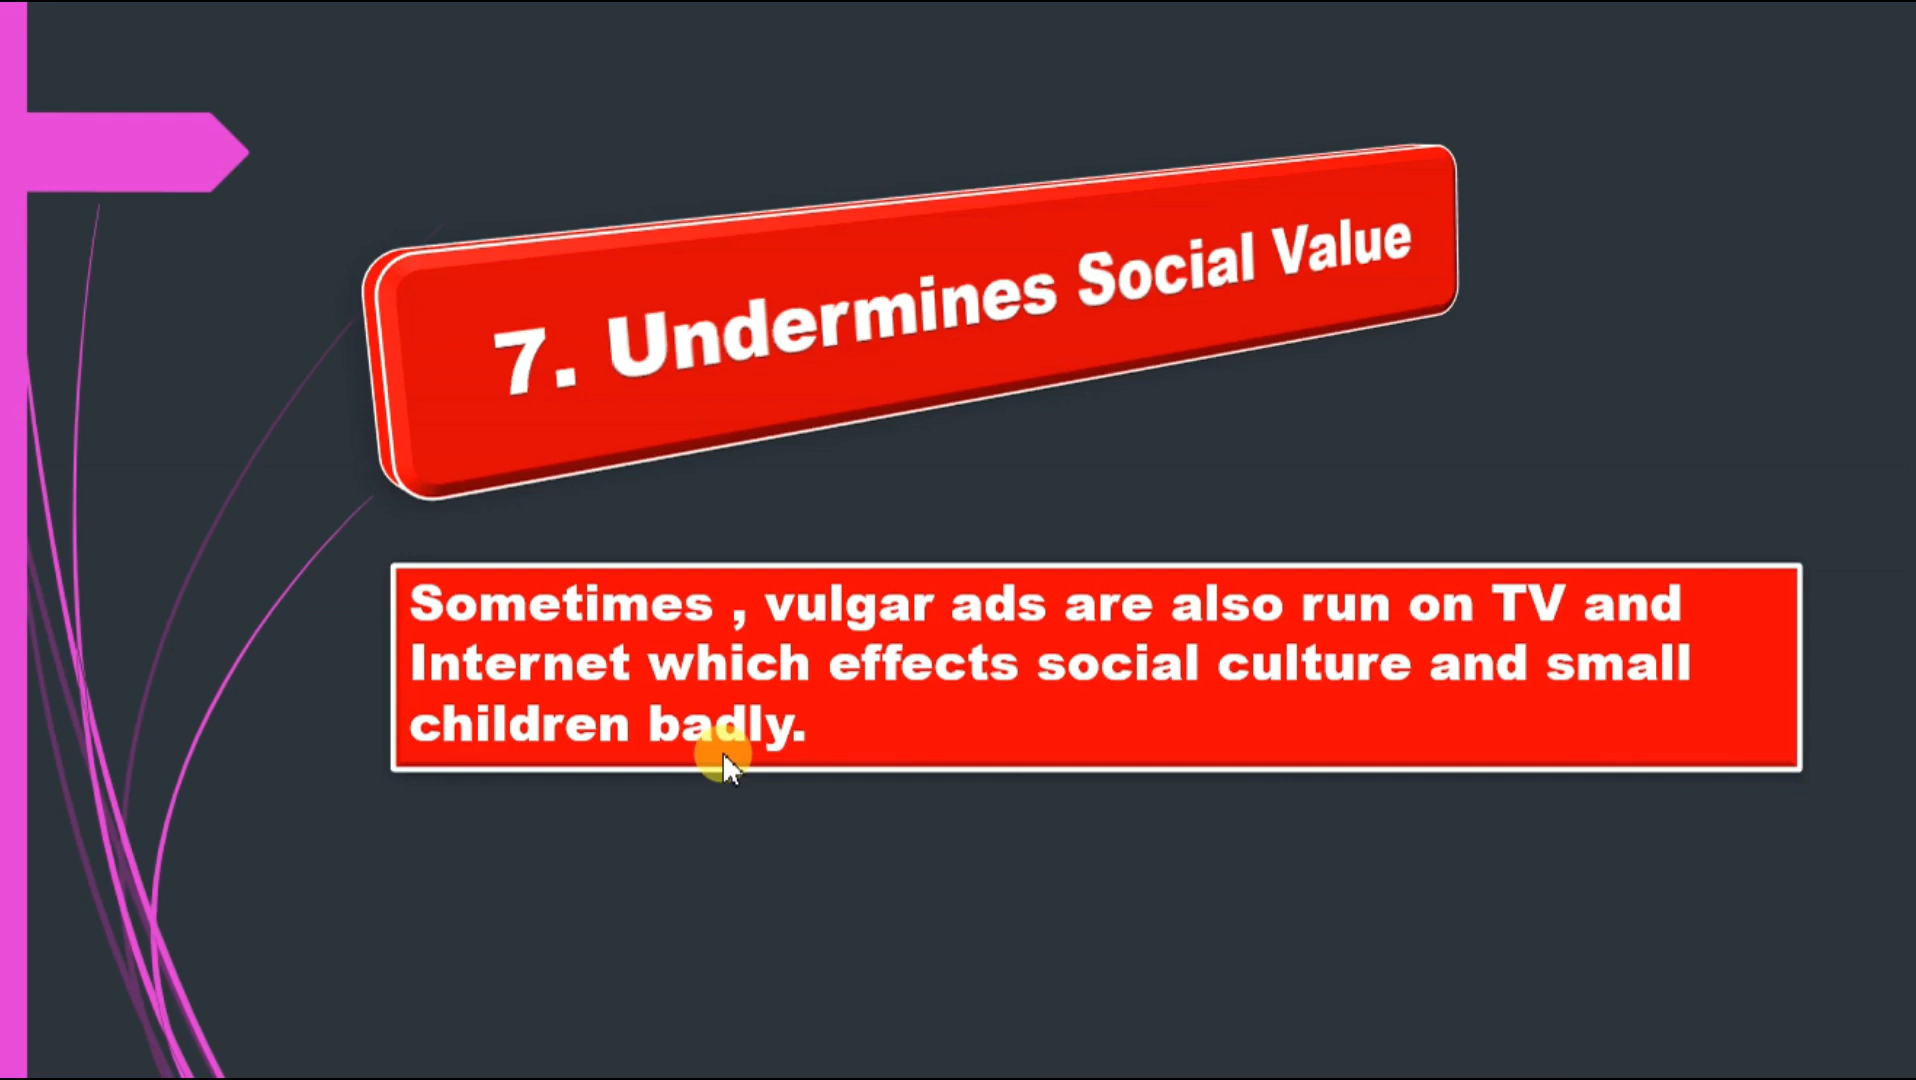 7. Undermines Social Value
Sometimes , vulgar ads are also run on TV and
Internet which effects social culture and small
children badly.